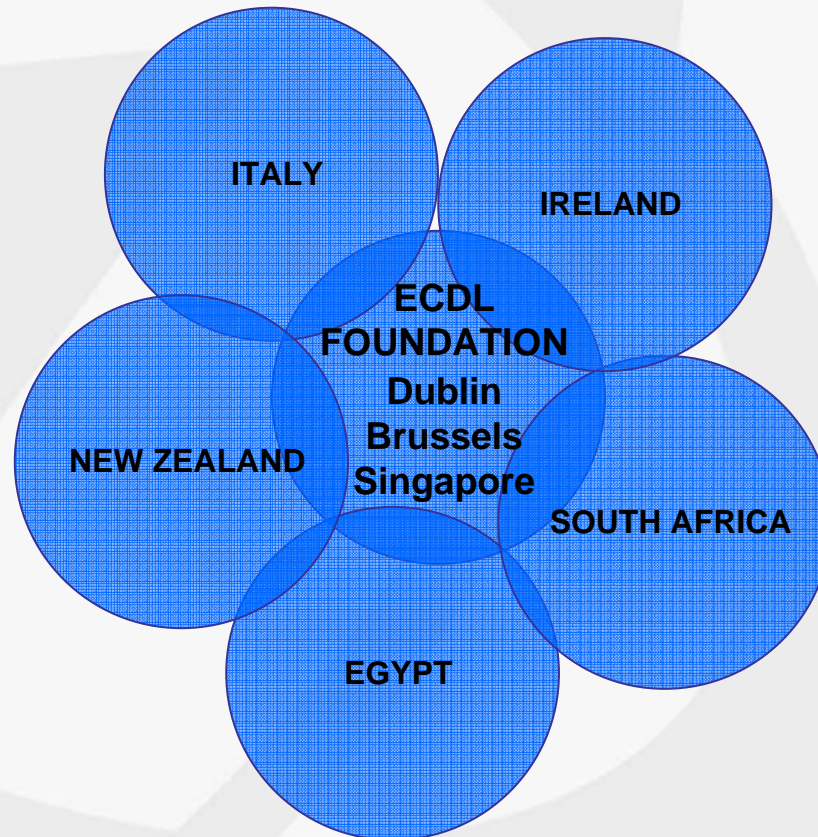 ITALY
IRELAND
ECDL
FOUNDATION
Dublin
Brussels
Singapore
NEW ZEALAND
SOUTH AFRICA
EGYPT